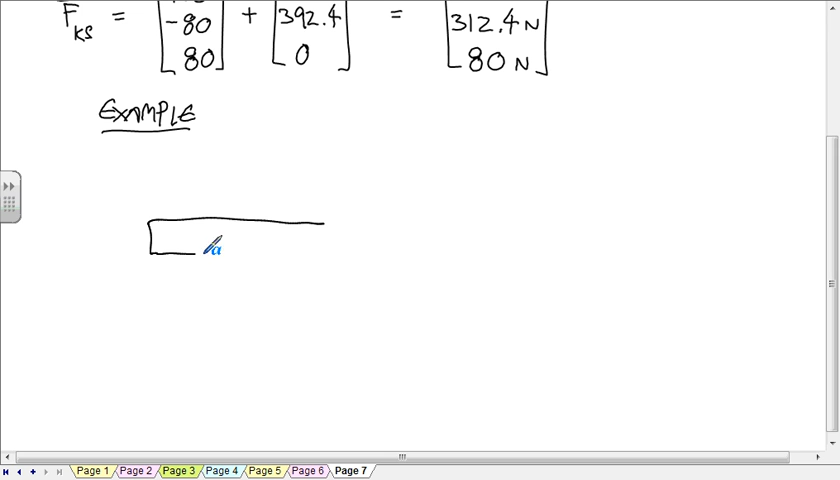 F_KS = [-80 80] + [392.4 0] = [312.4 N 80 N]
EXAMPLE
Page 1 Page 2 Page 3 Page 4 Page 5 Page 6 Page 7